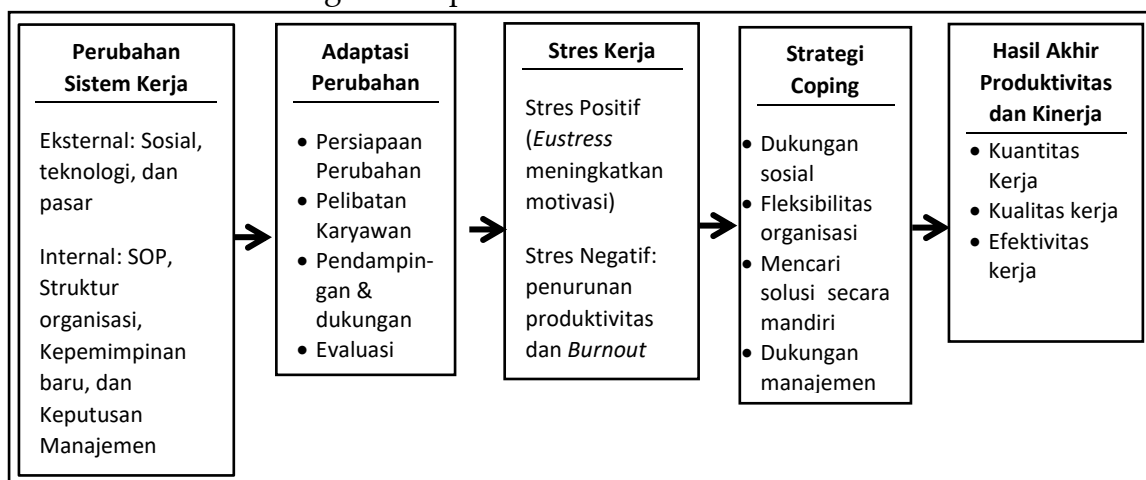 Perubahan
Sistem Kerja
Eksternal: Sosial,
teknologi, dan
pasar
Internal: SOP,
Struktur
organisasi,
Kepemimpinan
baru, dan
Keputusan
Manajemen
Adaptasi
Perubahan
• Persiapaan
Perubahan
• Pelibatan
Karyawan
• Pendampin-
gan &
dukungan
• Evaluasi
Stres Kerja
Stres Positif
(Eustress
meningkatkan
motivasi)
Stres Negatif:
penurunan
produktivitas
dan Burnout
Strategi
Coping
• Dukungan
sosial
• Fleksibilitas
organisasi
• Mencari
solusi secara
mandiri
• Dukungan
manajemen
Hasil Akhir
Produktivitas
dan Kinerja
• Kuantitas
Kerja
• Kualitas kerja
• Efektivitas
kerja